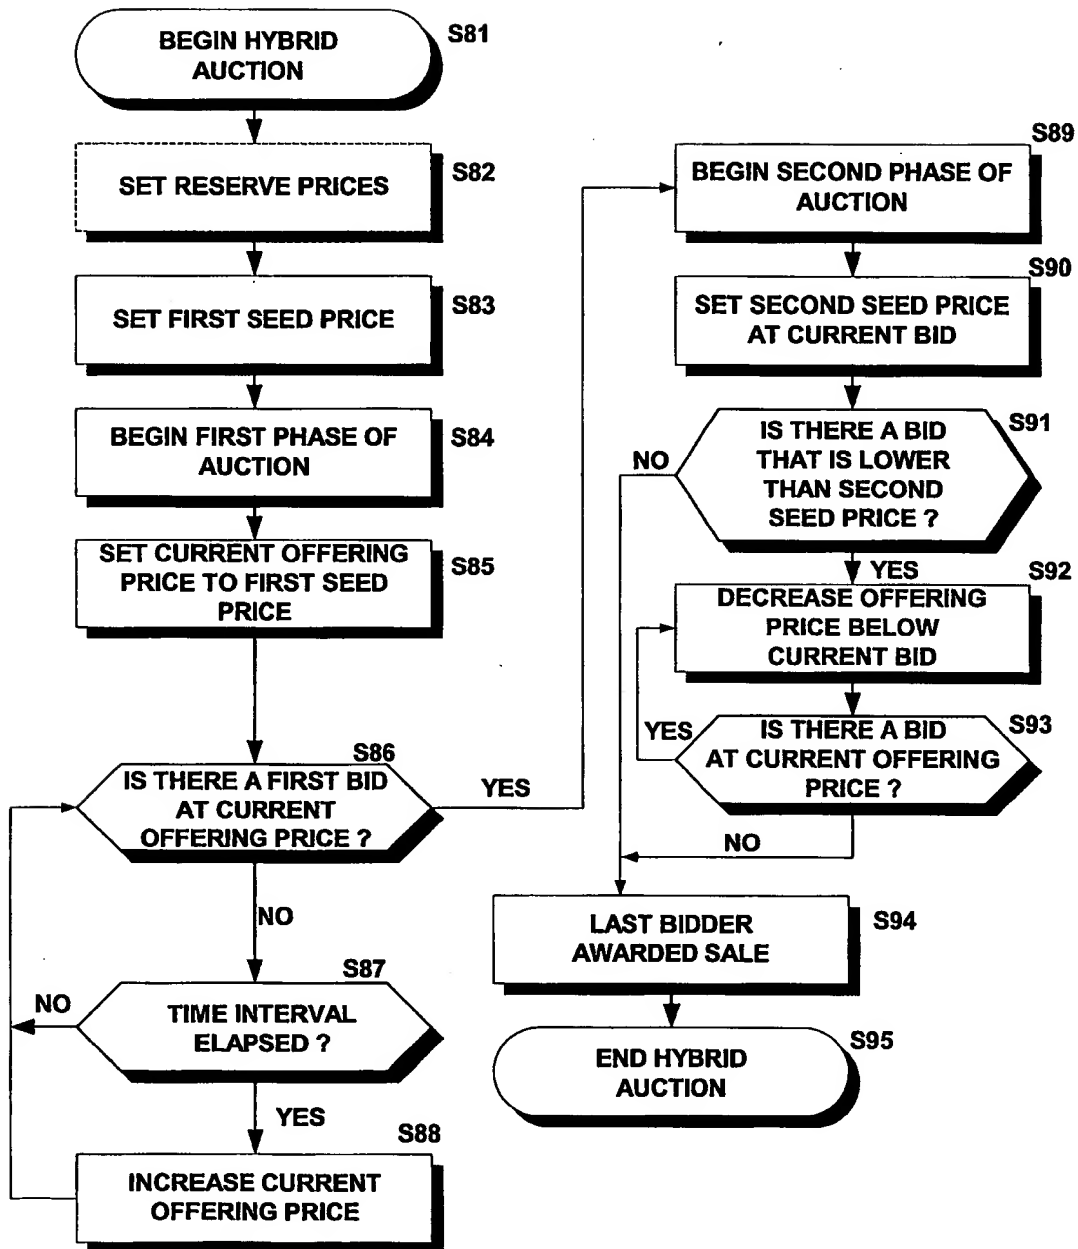 BEGIN HYBRID
AUCTION
S81
SET RESERVE PRICES
S82
SET FIRST SEED PRICE
S83
BEGIN FIRST PHASE OF
AUCTION
S84
SET CURRENT OFFERING
PRICE TO FIRST SEED
PRICE
S85
S86
IS THERE A FIRST BID
AT CURRENT
OFFERING PRICE ?
YES
NO
S87
TIME INTERVAL
ELAPSED ?
NO
YES
S88
INCREASE CURRENT
OFFERING PRICE
S89
BEGIN SECOND PHASE OF
AUCTION
S90
SET SECOND SEED PRICE
AT CURRENT BID
S91
IS THERE A BID
THAT IS LOWER
THAN SECOND
SEED PRICE ?
NO
YES
S92
DECREASE OFFERING
PRICE BELOW
CURRENT BID
S93
IS THERE A BID
AT CURRENT OFFERING
PRICE ?
YES
NO
LAST BIDDER
AWARDED SALE
S94
END HYBRID
AUCTION
S95